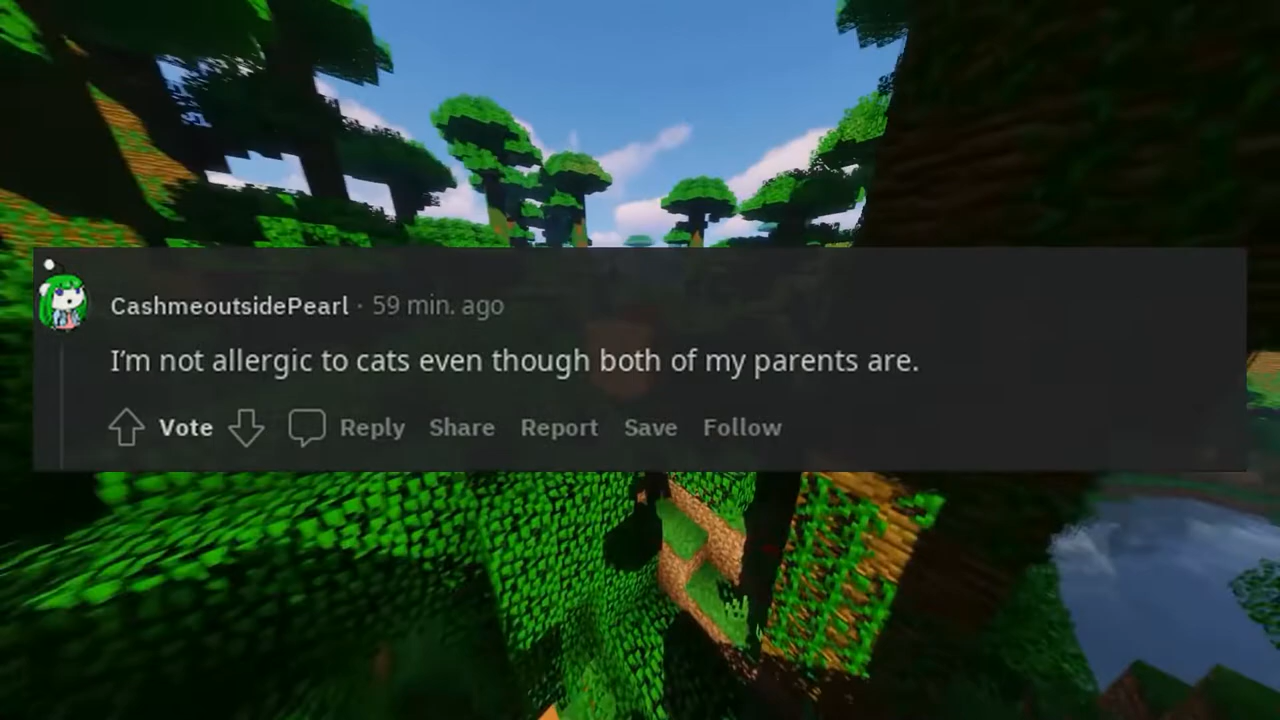 CashmeoutsidePearl · 59 min. ago
I'm not allergic to cats even though both of my parents are.
Vote Reply Share Report Save Follow